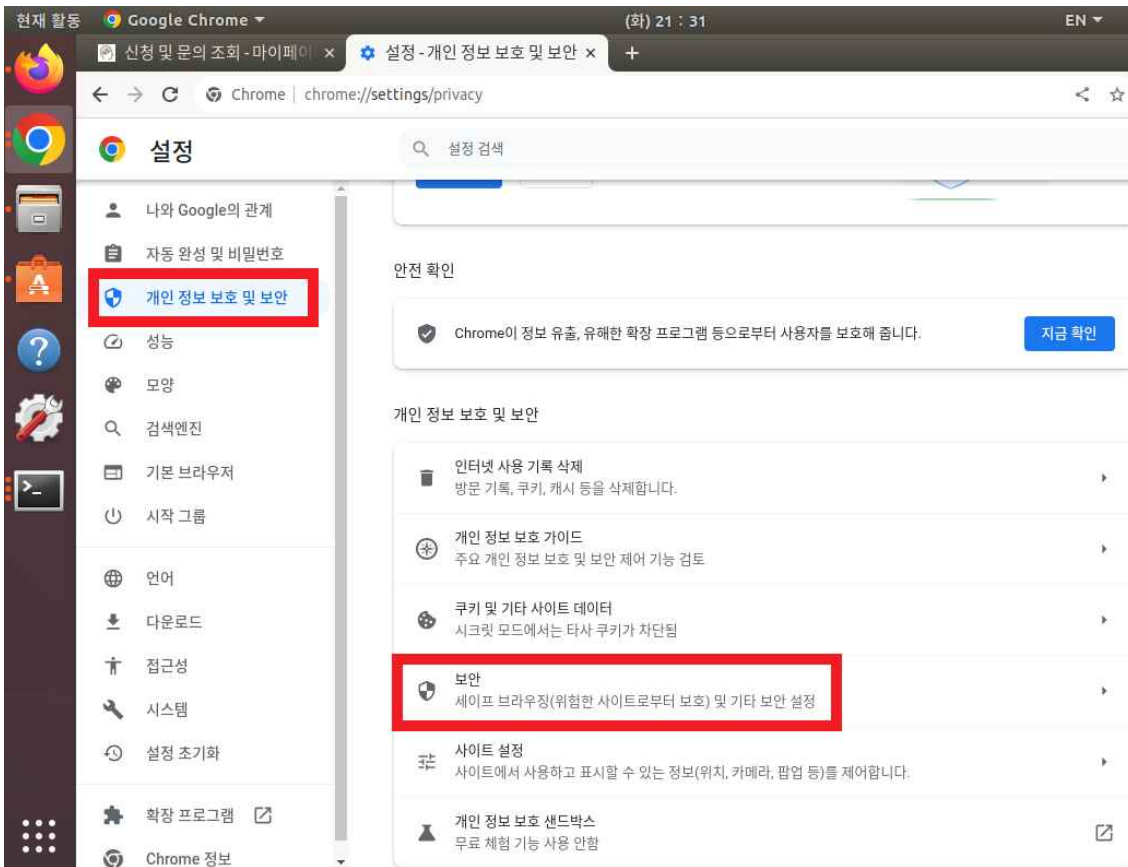 현재 활동
Google Chrome
(화) 21 : 31
EN
신청 및 문의 조회 - 마이페이
설정 - 개인 정보 보호 및 보안
Chrome
chrome://settings/privacy
설정
설정 검색
나와 Google의 관계
자동 완성 및 비밀번호
개인 정보 보호 및 보안
성능
모양
검색엔진
기본 브라우저
시작 그룹
언어
다운로드
접근성
시스템
설정 초기화
확장 프로그램
Chrome 정보
안전 확인
Chrome이 정보 유출, 유해한 확장 프로그램 등으로부터 사용자를 보호해 줍니다.
지금 확인
개인 정보 보호 및 보안
인터넷 사용 기록 삭제
방문 기록, 쿠키, 캐시 등을 삭제합니다.
개인 정보 보호 가이드
주요 개인 정보 보호 및 보안 제어 기능 검토
쿠키 및 기타 사이트 데이터
시크릿 모드에서는 타사 쿠키가 차단됨
보안
세이프 브라우징(위험한 사이트로부터 보호) 및 기타 보안 설정
사이트 설정
사이트에서 사용하고 표시할 수 있는 정보(위치, 카메라, 팝업 등)를 제어합니다.
개인 정보 보호 샌드박스
무료 체험 기능 사용 안함